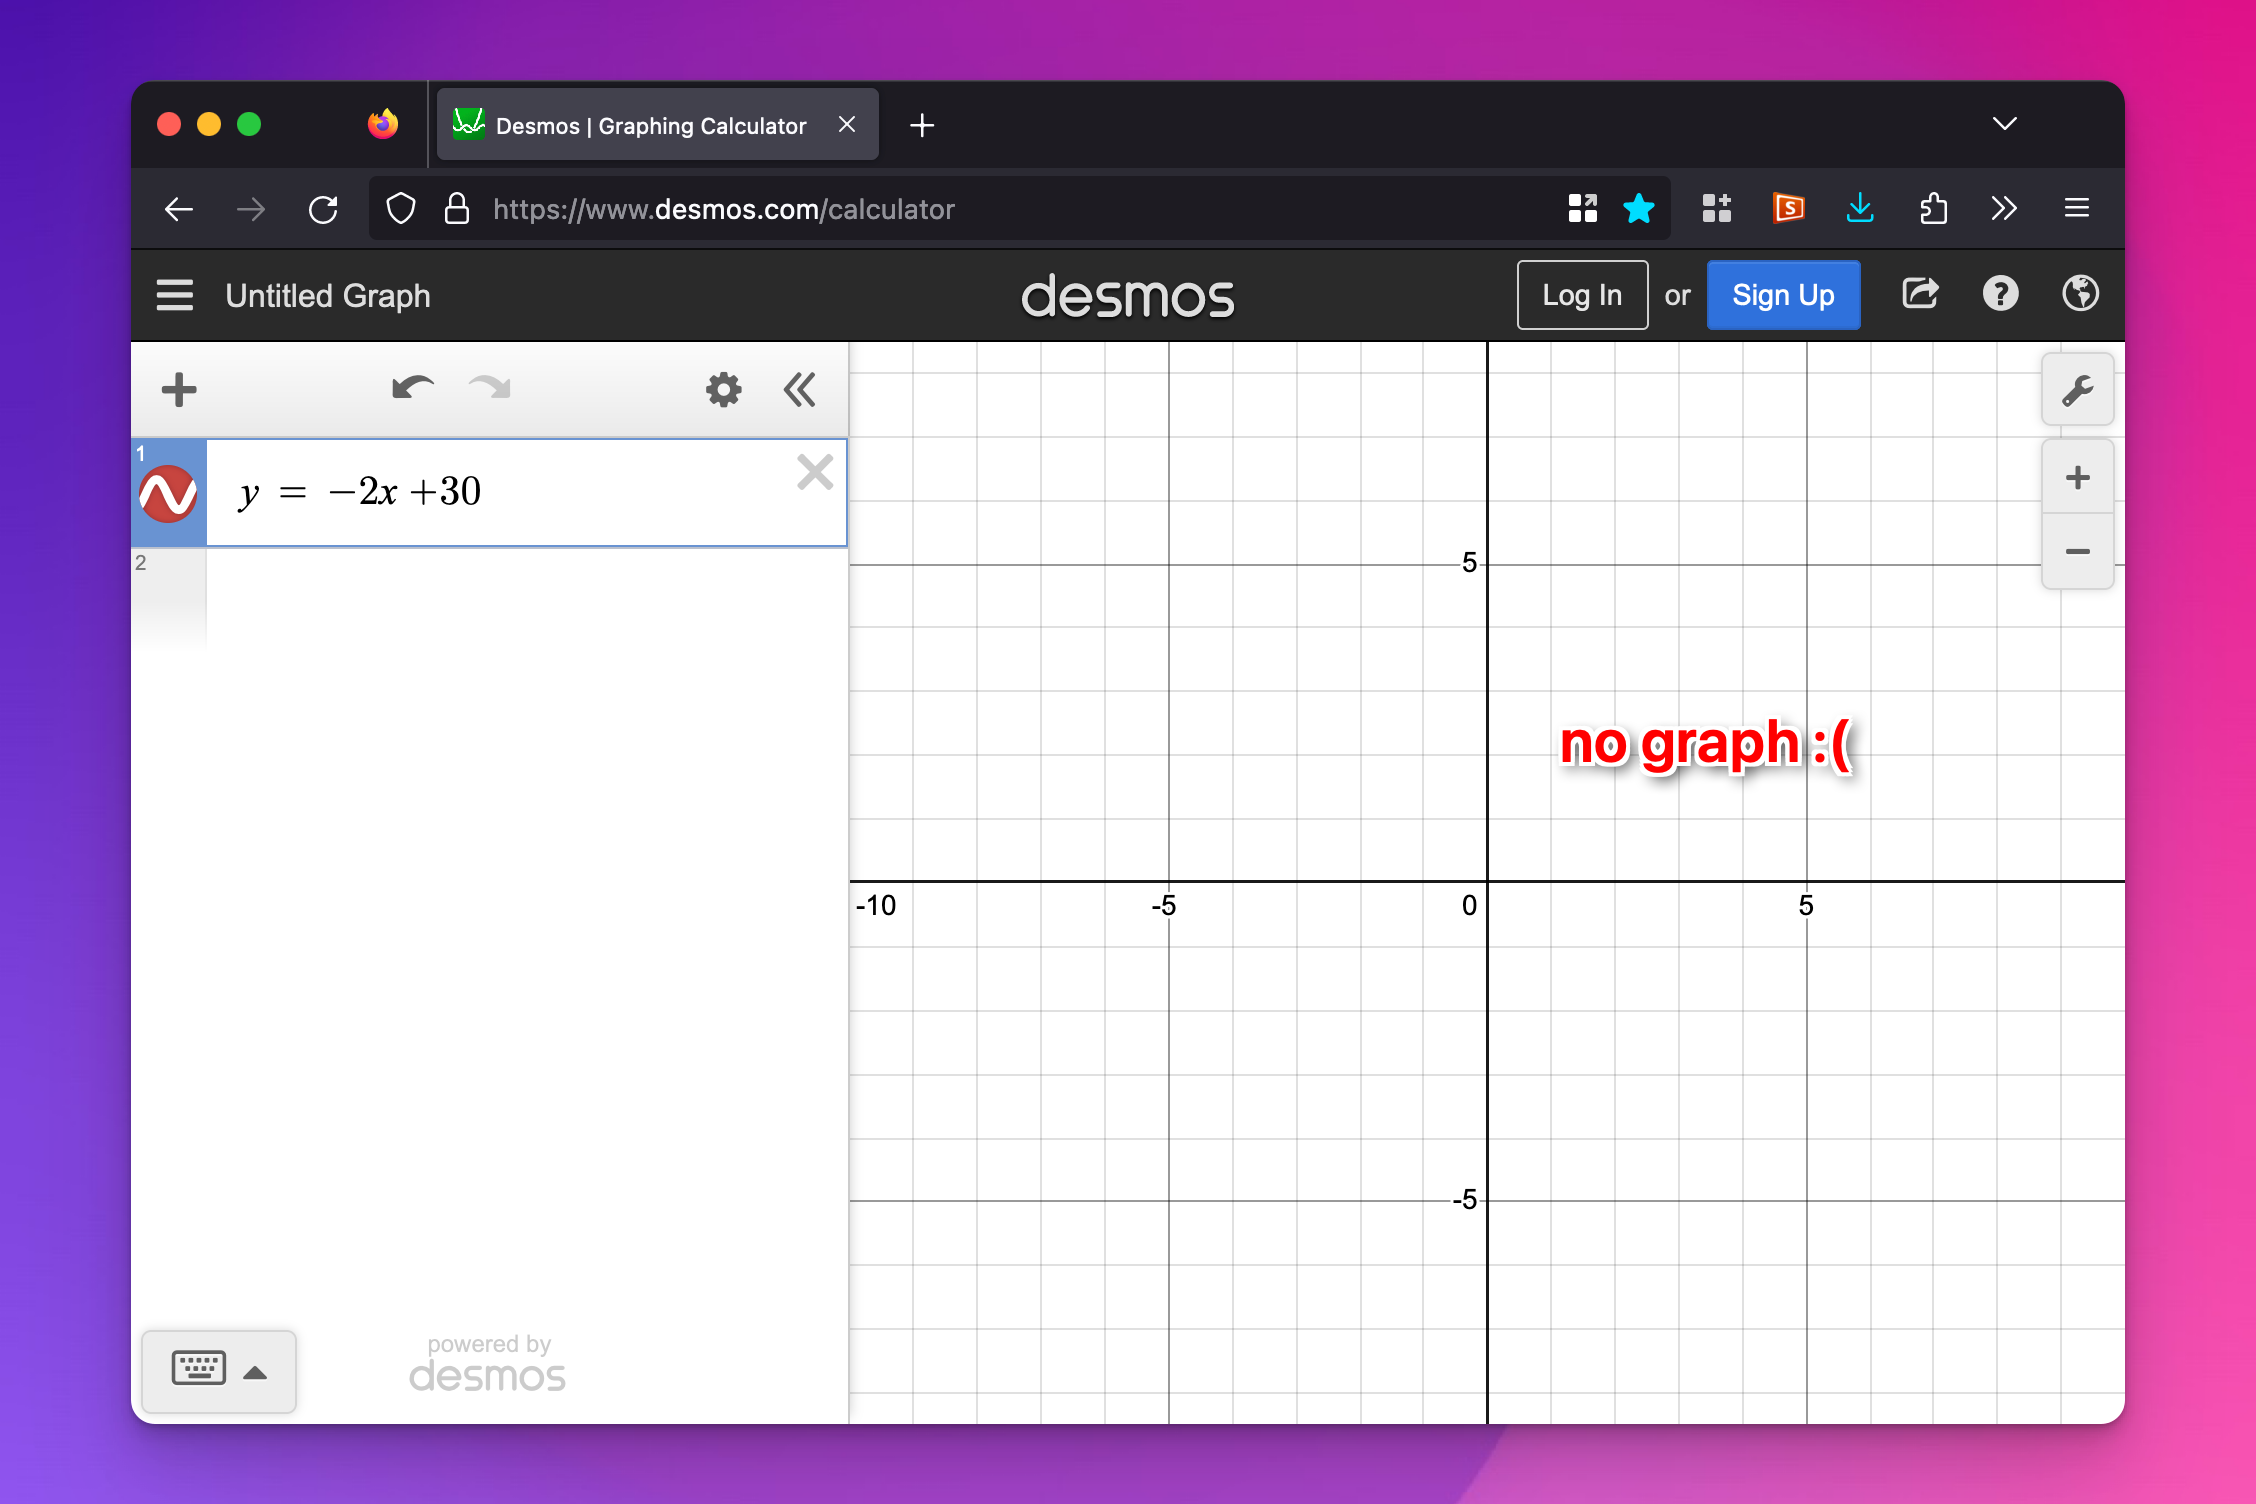 Desmos | Graphing Calculator
https://www.desmos.com/calculator
Untitled Graph
desmos
Log In or Sign Up
1
y = −2x +30
2
5
no graph :(
-10 -5 0 5
-5
powered by
desmos